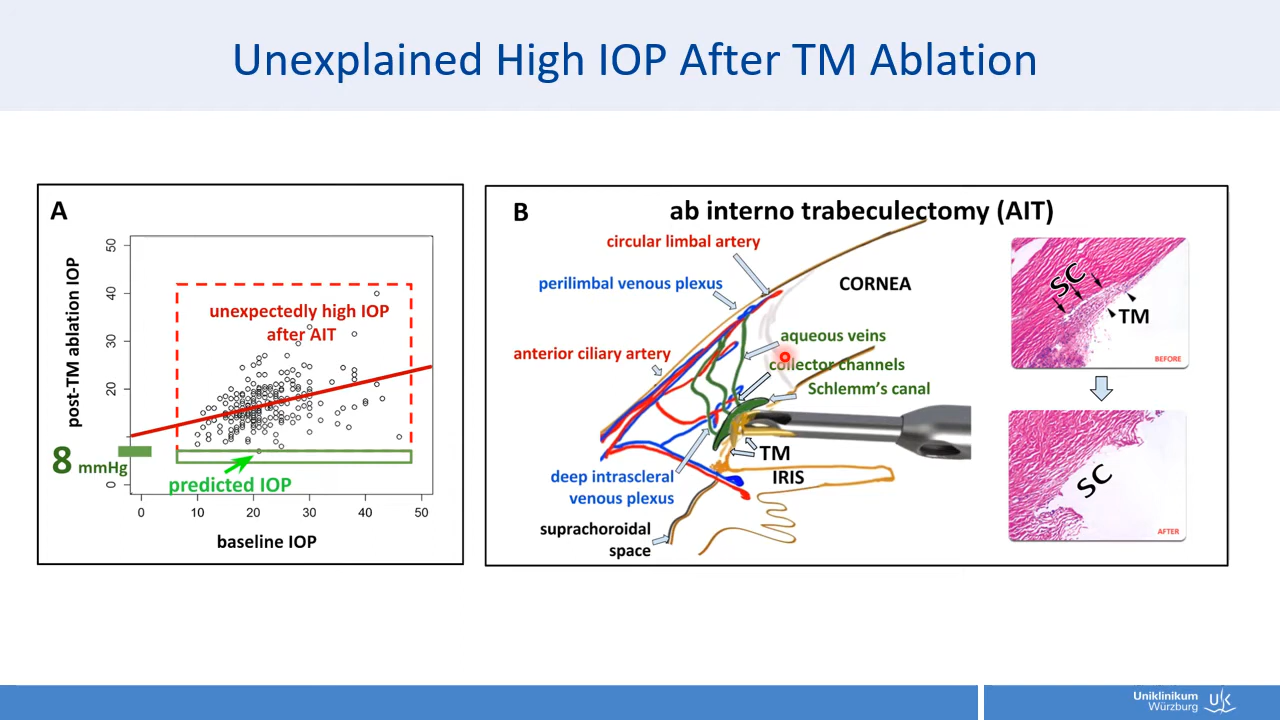 Unexplained High IOP After TM Ablation
A
post-TM ablation IOP
50
40
30
20
0
unexpectedly high IOP
after AIT
8 mmHg
predicted IOP
0 10 20 30 40 50
baseline IOP
B
ab interno trabeculectomy (AIT)
circular limbal artery
perilimbal venous plexus
CORNEA
aqueous veins
anterior ciliary artery
collector channels
Schlemm's canal
TM
deep intrascleral
venous plexus
IRIS
suprachoroidal
space
SC
TM
BEFORE
SC
AFTER
Uniklinikum
Würzburg
UK